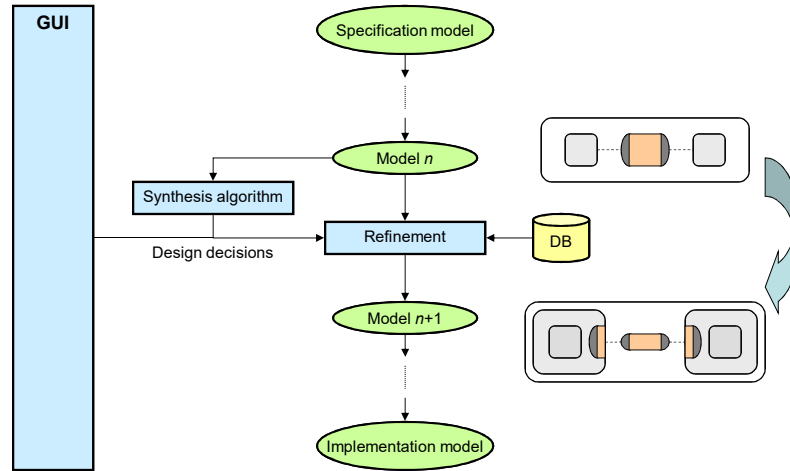 GUI
Specification model
Model n
Synthesis algorithm
Refinement
DB
Design decisions
Model n+1
Implementation model